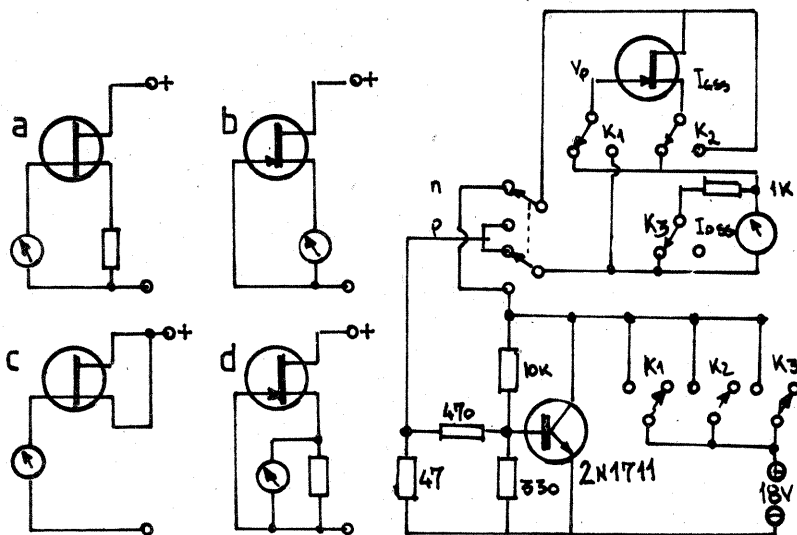 a
+
b
+
c
+
d
+
Vp
IGSS
K1
K2
n
p
1K
K3
IDSS
10K
K1
K2
K3
470
47
330
2N1711
+
18V
−